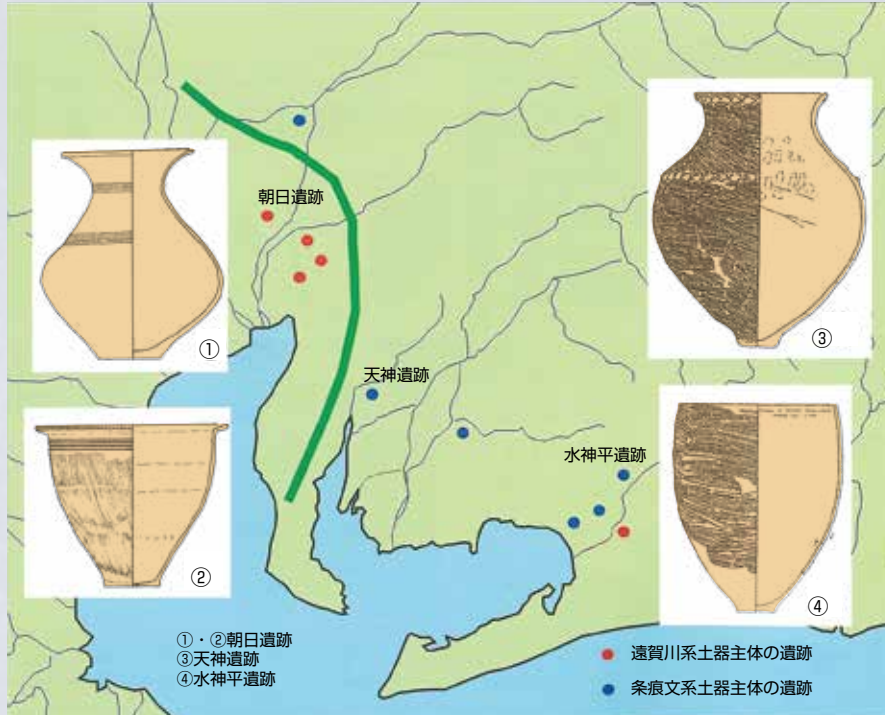 朝日遺跡
①
③
天神遺跡
水神平遺跡
②
④
①・②朝日遺跡
③天神遺跡
④水神平遺跡
遠賀川系土器主体の遺跡
条痕文系土器主体の遺跡